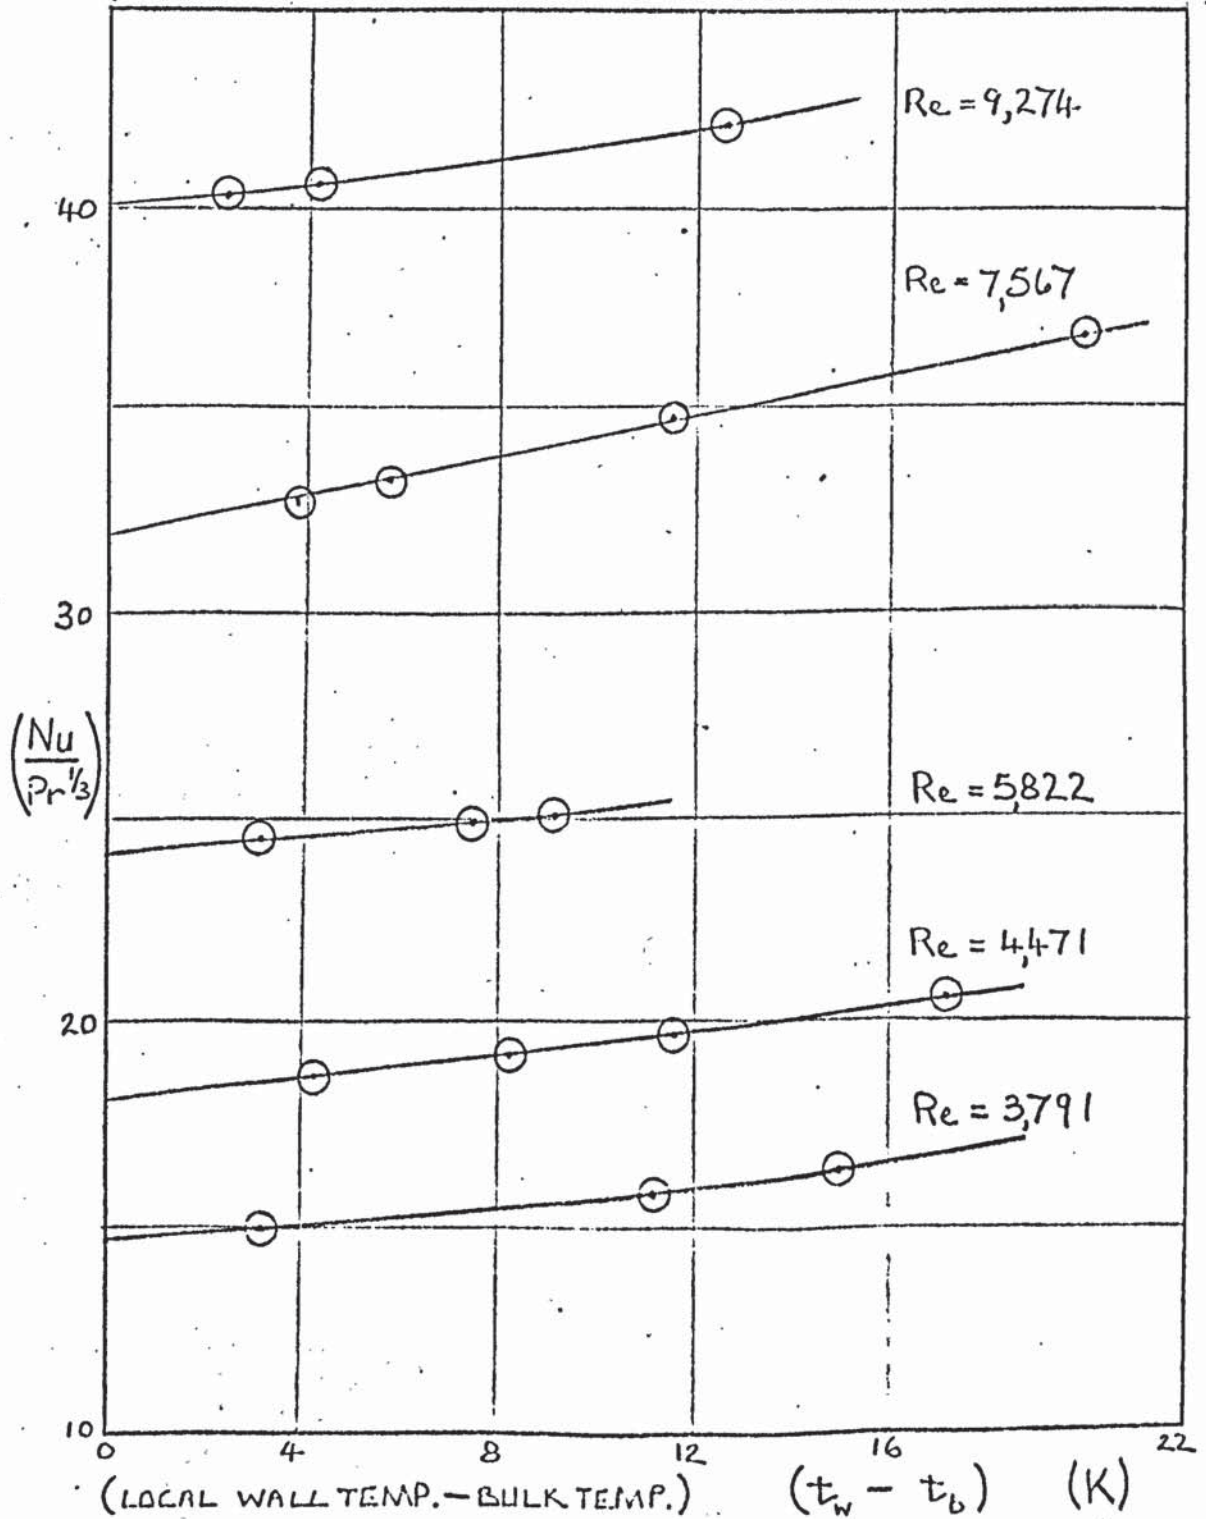 Re = 9,274
40
Re = 7,567
30
(Nu/Pr^1/3)
Re = 5,822
Re = 4,471
20
Re = 3,791
10
0 4 8 12 16 22
(LOCAL WALL TEMP. - BULK TEMP.) (t_w - t_b) (K)